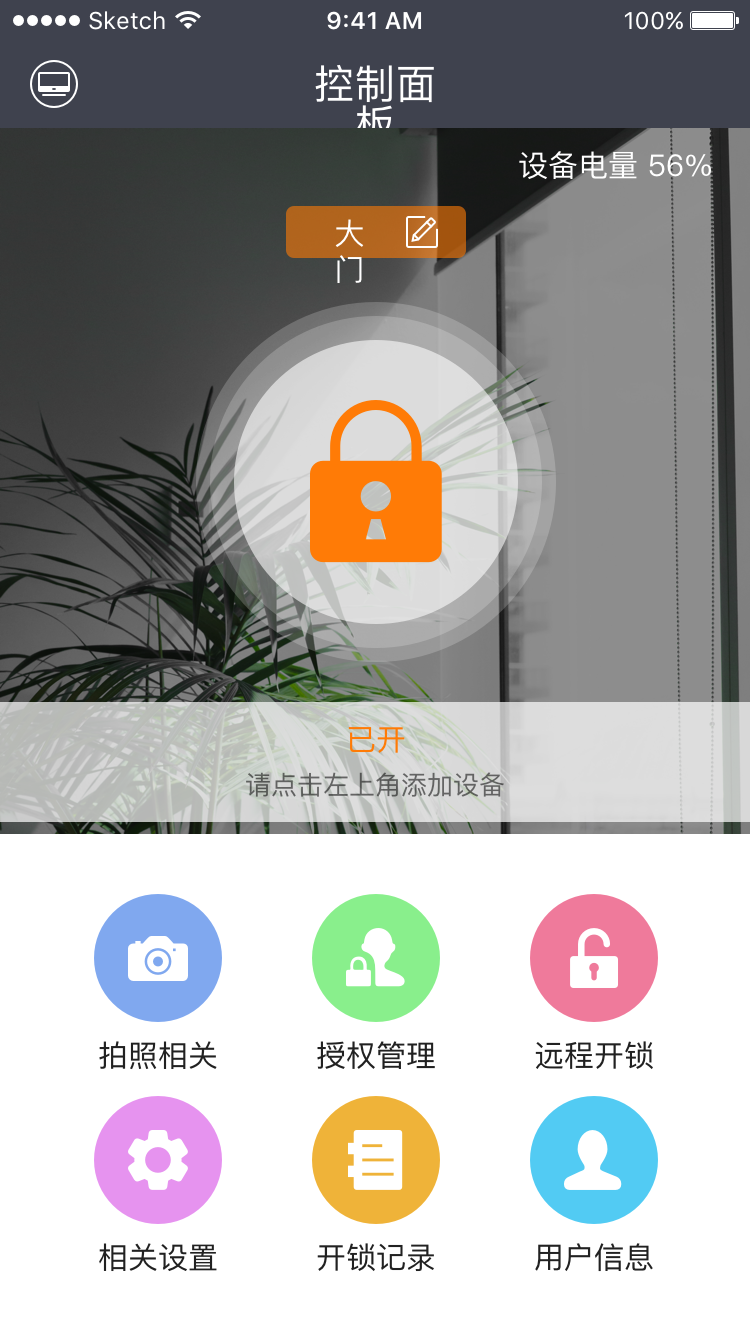 Sketch 9:41 AM 100%
控制面
板
设备电量 56%
大
门
已开
请点击左上角添加设备
拍照相关 授权管理 远程开锁
相关设置 开锁记录 用户信息